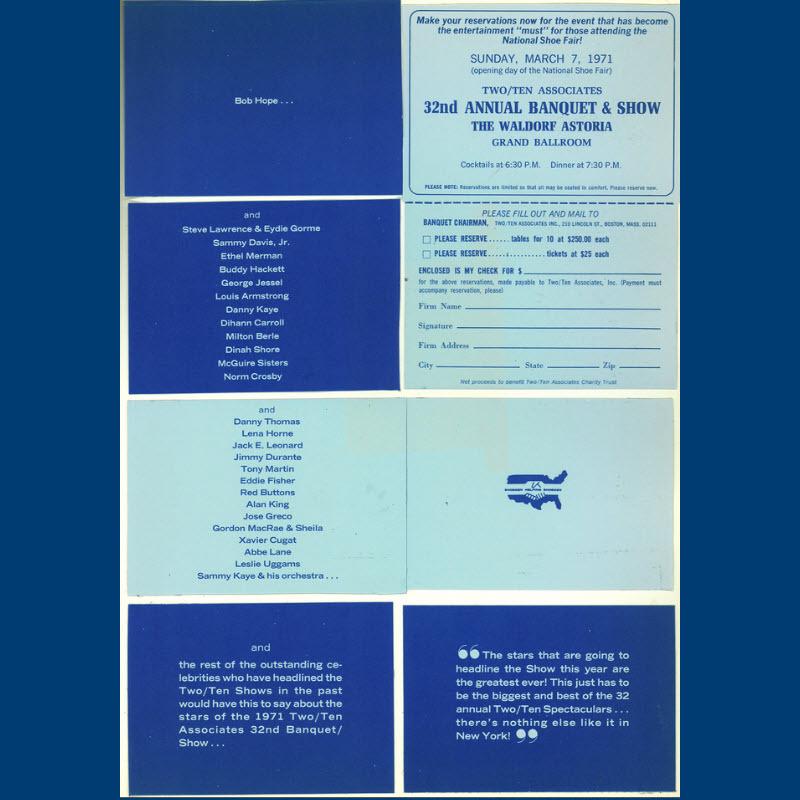 Bob Hope . . .
Make your reservations now for the event that has become
the entertainment "must" for those attending the
National Shoe Fair!
SUNDAY, MARCH 7, 1971
(opening day of the National Shoe Fair)
TWO/TEN ASSOCIATES
32nd ANNUAL BANQUET & SHOW
THE WALDORF ASTORIA
GRAND BALLROOM
Cocktails at 6:30 P.M. Dinner at 7:30 P.M.
PLEASE NOTE: Reservations are limited so that all may be seated in comfort. Please reserve now.
and
Steve Lawrence & Eydie Gorme
Sammy Davis, Jr.
Ethel Merman
Buddy Hackett
George Jessel
Louis Armstrong
Danny Kaye
Dihann Carroll
Milton Berle
Dinah Shore
McGuire Sisters
Norm Crosby
PLEASE FILL OUT AND MAIL TO
BANQUET CHAIRMAN, TWO/TEN ASSOCIATES INC., 210 LINCOLN ST., BOSTON, MASS. 02111
PLEASE RESERVE ...... tables for 10 at $250.00 each
PLEASE RESERVE .................. tickets at $25 each
ENCLOSED IS MY CHECK FOR $
for the above reservations, made payable to Two/Ten Associates, Inc. (Payment must
accompany reservation, please)
Firm Name
Signature
Firm Address
City State Zip
Net proceeds to benefit Two/Ten Associates Charity Trust
and
Danny Thomas
Lena Horne
Jack E. Leonard
Jimmy Durante
Tony Martin
Eddie Fisher
Red Buttons
Alan King
Jose Greco
Gordon MacRae & Sheila
Xavier Cugat
Abbe Lane
Leslie Uggams
Sammy Kaye & his orchestra . . .
and
the rest of the outstanding ce-
lebrities who have headlined the
Two/Ten Shows in the past
would have this to say about the
stars of the 1971 Two/Ten
Associates 32nd Banquet/
Show . . .
“The stars that are going to
headline the Show this year are
the greatest ever! This just has to
be the biggest and best of the 32
annual Two/Ten Spectaculars . . .
there's nothing else like it in
New York!”